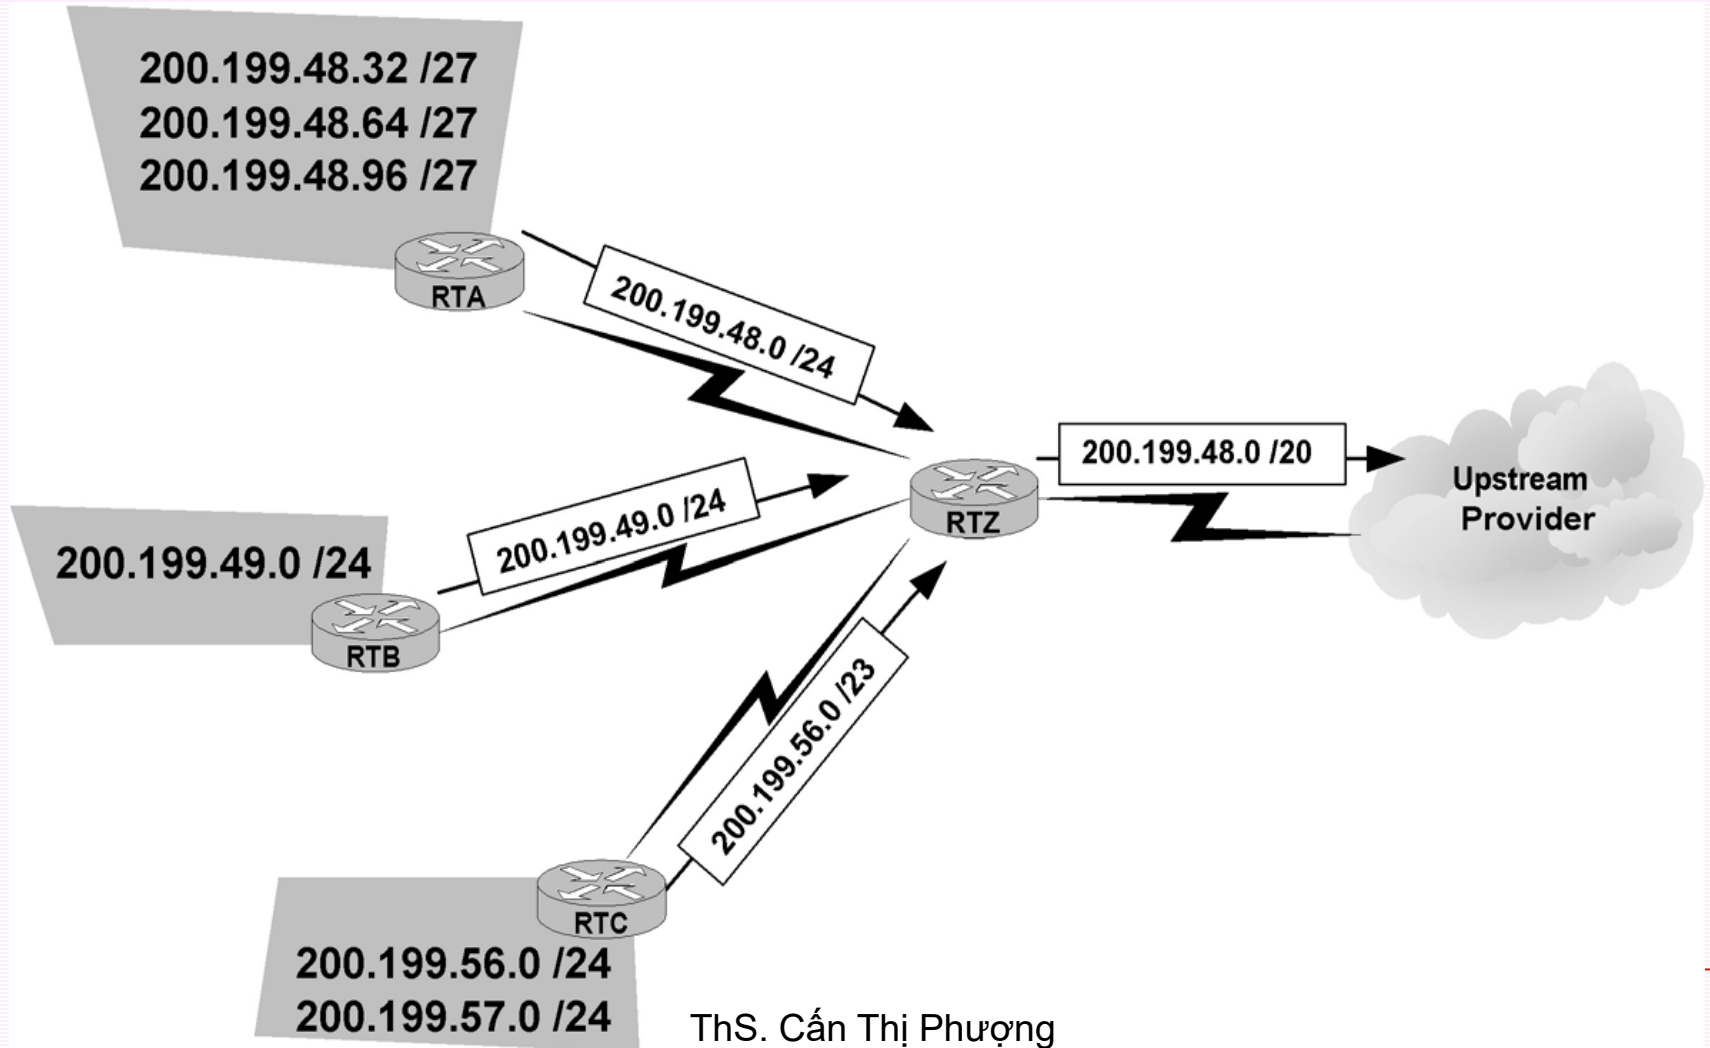 200.199.48.32 /27
200.199.48.64 /27
200.199.48.96 /27
RTA
200.199.48.0 /24
200.199.48.0 /20
Upstream
Provider
RTZ
200.199.49.0 /24
200.199.49.0 /24
RTB
200.199.56.0 /23
RTC
200.199.56.0 /24
200.199.57.0 /24
ThS. Cấn Thị Phượng